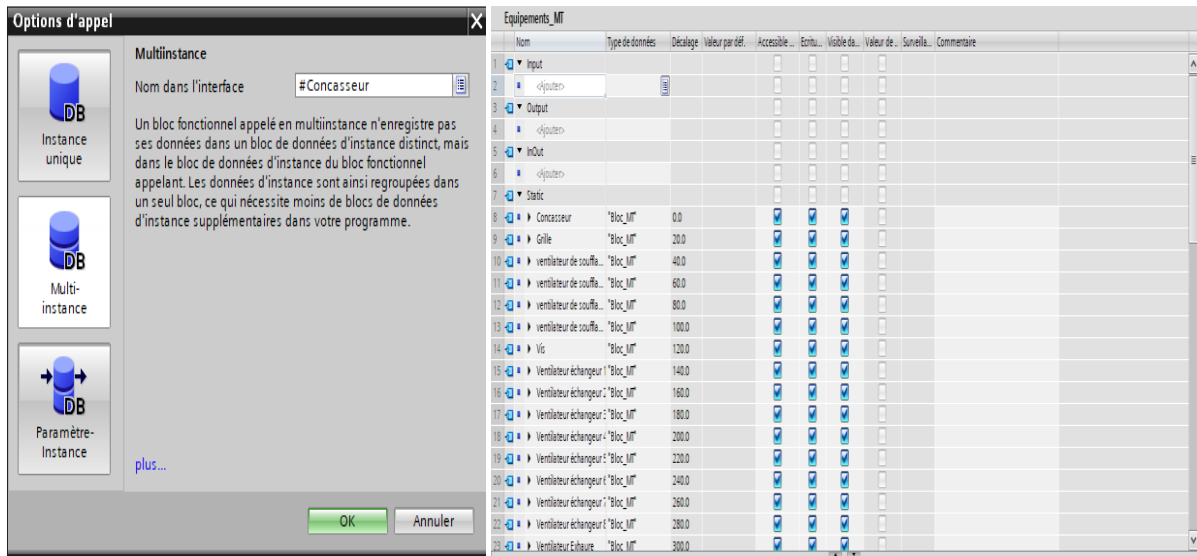 Options d'appel
X
DB
Instance
unique
DB
Multi-
instance
DB
Paramètre-
Instance
Multiinstance
Nom dans l'interface
#Concasseur
Un bloc fonctionnel appelé en multiinstance n'enregistre pas
ses données dans un bloc de données d'instance distinct, mais
dans le bloc de données d'instance du bloc fonctionnel
appelant. Les données d'instance sont ainsi regroupées dans
un seul bloc, ce qui nécessite moins de blocs de données
d'instance supplémentaires dans votre programme.
plus...
OK Annuler
Equipements_MT
Nom Type de données Décalage Valeur par déf. Accessible ... Ecritu... Visible da... Valeur de ... Surveilla... Commentaire
1 Input
2 <Ajouter>
3 Output
4 <Ajouter>
5 InOut
6 <Ajouter>
7 Static
8 Concasseur "Bloc_MT" 0.0
9 Grille "Bloc_MT" 20.0
10 ventilateur de souffla... "Bloc_MT" 40.0
11 ventilateur de souffla... "Bloc_MT" 60.0
12 ventilateur de souffla... "Bloc_MT" 80.0
13 ventilateur de souffla... "Bloc_MT" 100.0
14 Vis "Bloc_MT" 120.0
15 Ventilateur échangeur 1 "Bloc_MT" 140.0
16 Ventilateur échangeur 2 "Bloc_MT" 160.0
17 Ventilateur échangeur 3 "Bloc_MT" 180.0
18 Ventilateur échangeur 4 "Bloc_MT" 200.0
19 Ventilateur échangeur 5 "Bloc_MT" 220.0
20 Ventilateur échangeur 6 "Bloc_MT" 240.0
21 Ventilateur échangeur 7 "Bloc_MT" 260.0
22 Ventilateur échangeur 8 "Bloc_MT" 280.0
23 Ventilateur Exhaure "Bloc_MT" 300.0